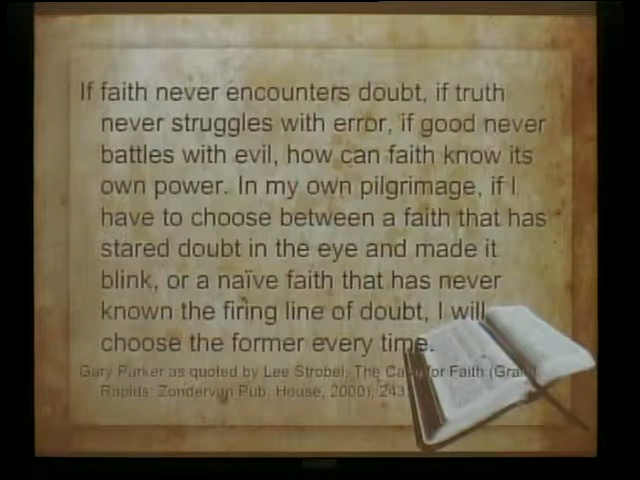 If faith never encounters doubt, if truth
never struggles with error, if good never
battles with evil, how can faith know its
own power. In my own pilgrimage, if I
have to choose between a faith that has
stared doubt in the eye and made it
blink, or a naïve faith that has never
known the firing line of doubt, I will
choose the former every time.
Gary Parker as quoted by Lee Strobel, The Case for Faith (Grand
Rapids: Zondervan Pub. House, 2000), 243